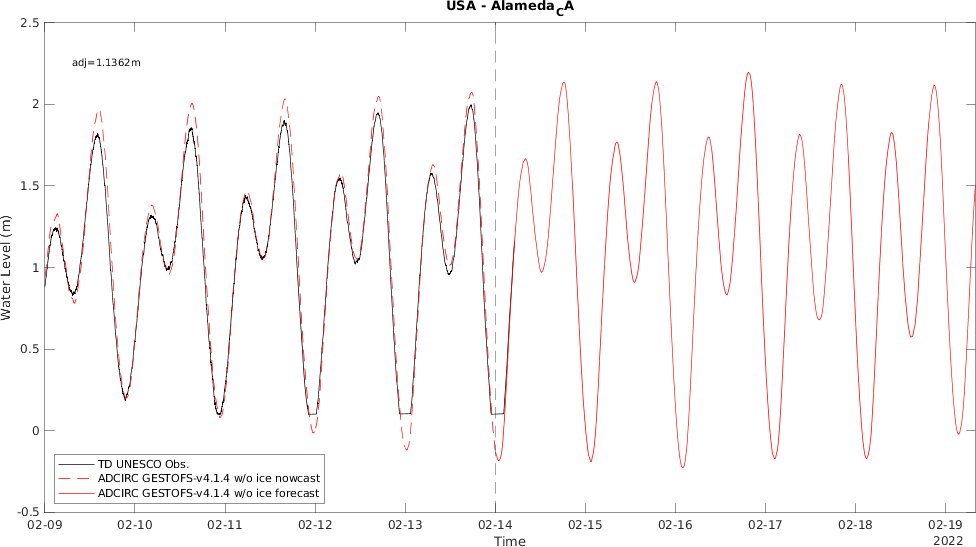 USA - Alameda_CA
adj=1.1362m
2.5
2
1.5
1
0.5
0
-0.5
Water Level (m)
TD UNESCO Obs.
ADCIRC GESTOFS-v4.1.4 w/o ice nowcast
ADCIRC GESTOFS-v4.1.4 w/o ice forecast
02-09 02-10 02-11 02-12 02-13 02-14 02-15 02-16 02-17 02-18 02-19
Time
2022